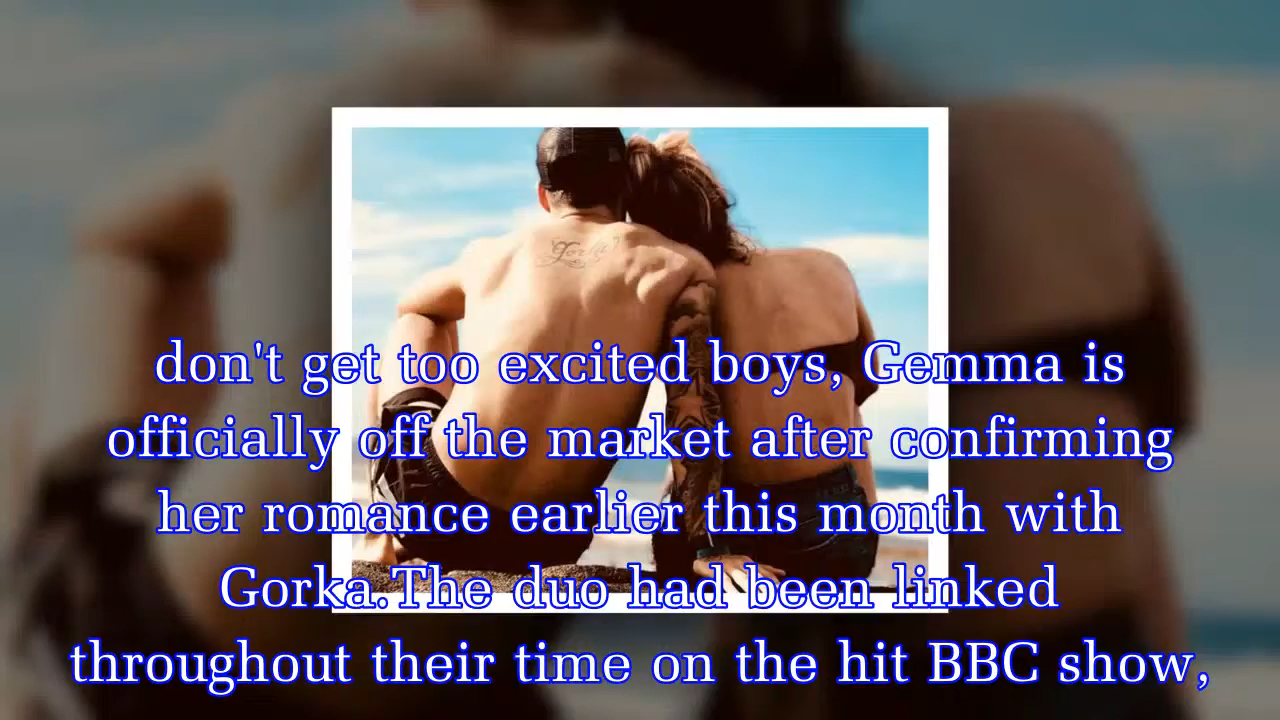 Gorka
don't get too excited boys, Gemma is
officially off the market after confirming
her romance earlier this month with
Gorka.The duo had been linked
throughout their time on the hit BBC show,